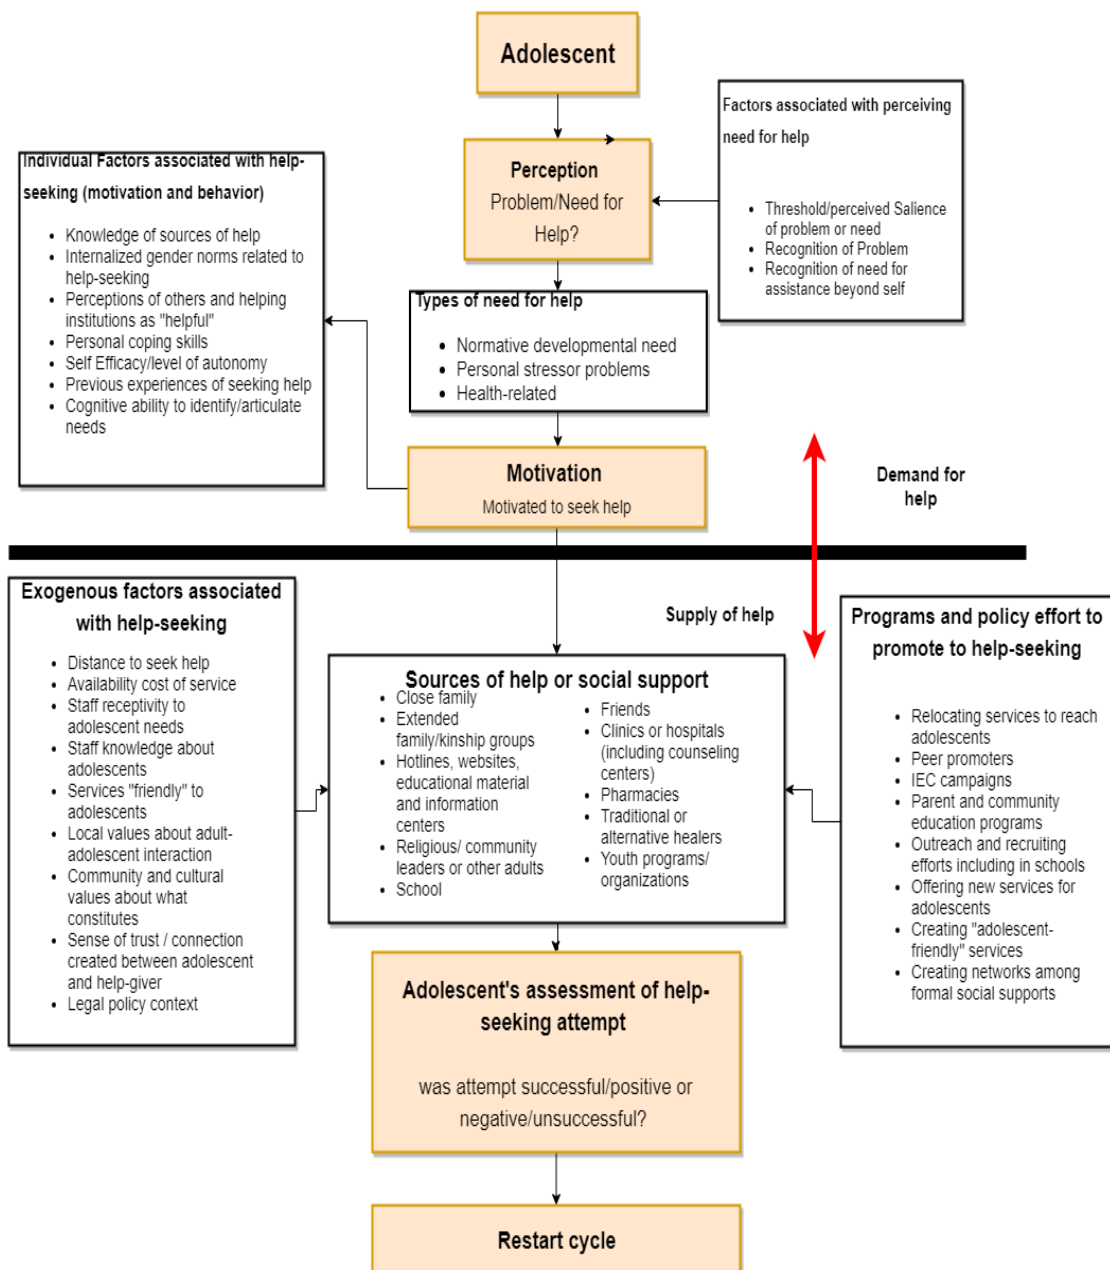 Adolescent
Perception
Problem/Need for
Help?
Factors associated with perceiving
need for help
• Threshold/perceived Salience
of problem or need
• Recognition of Problem
• Recognition of need for
assistance beyond self
Individual Factors associated with help-
seeking (motivation and behavior)
• Knowledge of sources of help
• Internalized gender norms related to
help-seeking
• Perceptions of others and helping
institutions as "helpful"
• Personal coping skills
• Self Efficacy/level of autonomy
• Previous experiences of seeking help
• Cognitive ability to identify/articulate
needs
Types of need for help
• Normative developmental need
• Personal stressor problems
• Health-related
Motivation
Motivated to seek help
Demand for
help
Supply of help
Exogenous factors associated
with help-seeking
• Distance to seek help
• Availability cost of service
• Staff receptivity to
adolescent needs
• Staff knowledge about
adolescents
• Services "friendly" to
adolescents
• Local values about adult-
adolescent interaction
• Community and cultural
values about what
constitutes
• Sense of trust / connection
created between adolescent
and help-giver
• Legal policy context
Sources of help or social support
• Close family
• Extended
family/kinship groups
• Hotlines, websites,
educational material
and information
centers
• Religious/ community
leaders or other adults
• School
• Friends
• Clinics or hospitals
(including counseling
centers)
• Pharmacies
• Traditional or
alternative healers
• Youth programs/
organizations
Programs and policy effort to
promote to help-seeking
• Relocating services to reach
adolescents
• Peer promoters
• IEC campaigns
• Parent and community
education programs
• Outreach and recruiting
efforts including in schools
• Offering new services for
adolescents
• Creating "adolescent-
friendly" services
• Creating networks among
formal social supports
Adolescent's assessment of help-
seeking attempt
was attempt successful/positive or
negative/unsuccessful?
Restart cycle